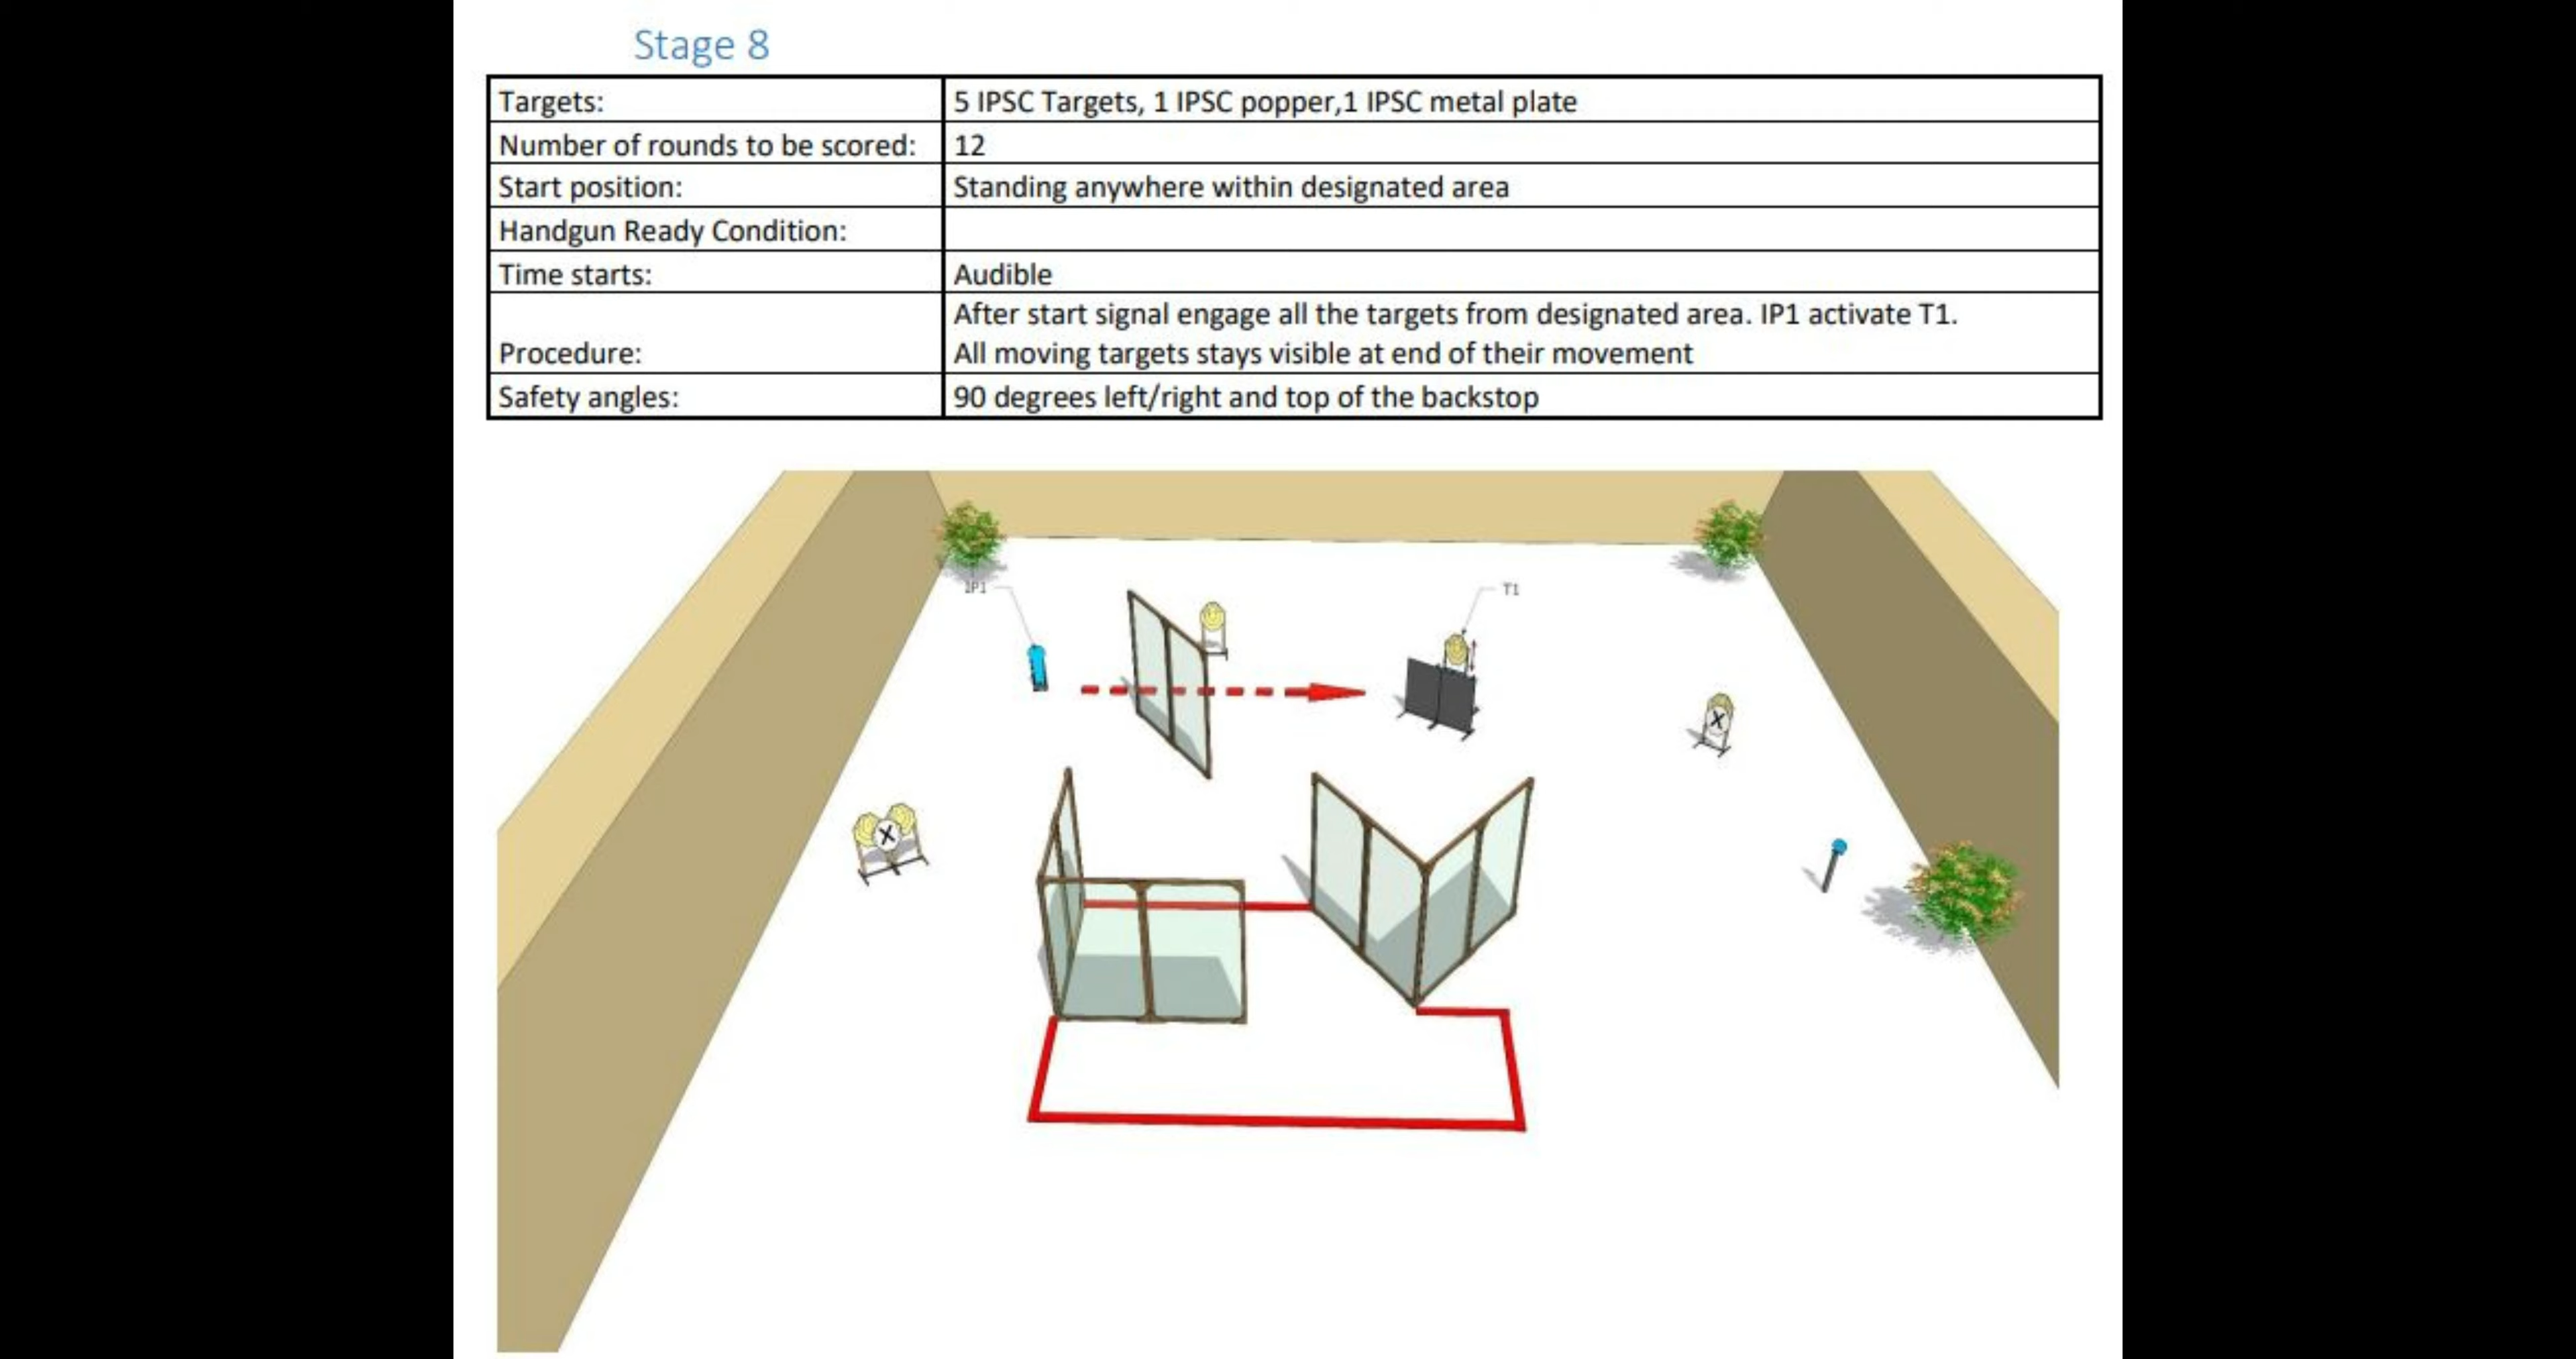 Stage 8
Targets: 5 IPSC Targets, 1 IPSC popper,1 IPSC metal plate
Number of rounds to be scored: 12
Start position: Standing anywhere within designated area
Handgun Ready Condition:
Time starts: Audible
After start signal engage all the targets from designated area. IP1 activate T1.
Procedure: All moving targets stays visible at end of their movement
Safety angles: 90 degrees left/right and top of the backstop
IP1
T1
X
X